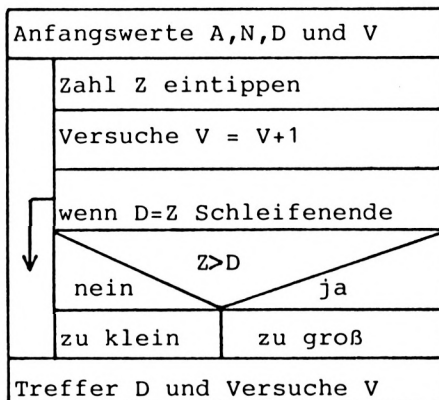 Anfangswerte A,N,D und V
Zahl Z eintippen
Versuche V = V+1
wenn D=Z Schleifenende
Z>D
nein ja
zu klein zu groß
Treffer D und Versuche V